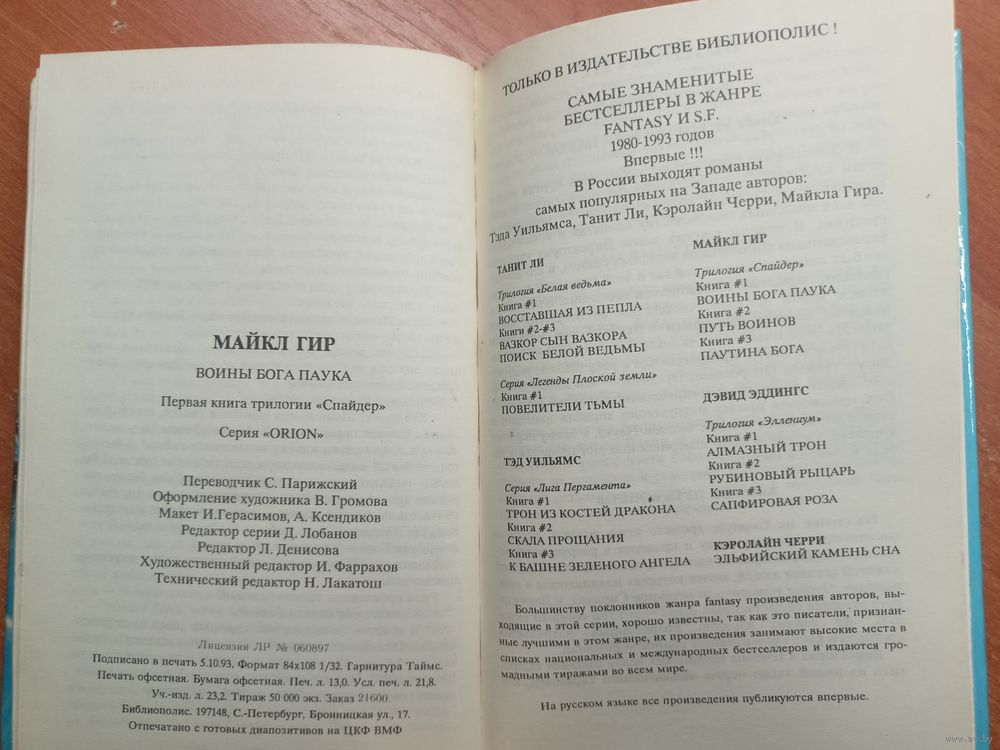 МАЙКЛ ГИР
ВОИНЫ БОГА ПАУКА
Первая книга трилогии «Спайдер»
Серия «ORION»
Переводчик С. Парижский
Оформление художника В. Громова
Макет И.Герасимов, А. Ксендиков
Редактор серии Д. Лобанов
Редактор Л. Денисова
Художественный редактор И. Фаррахов
Технический редактор Н. Лакатош
Лицензия ЛР № 060897
Подписано в печать 5.10.93, Формат 84x108 1/32. Гарнитура Таймс.
Печать офсетная. Бумага офсетная. Печ. л. 13,0. Усл. печ. л. 21,8.
Уч.-изд. л. 23,2. Тираж 50 000 экз. Заказ 21600.
Библиополис. 197148, С.-Петербург, Бронницкая ул., 17.
Отпечатано с готовых диапозитивов на ЦКФ ВМФ
ТОЛЬКО В ИЗДАТЕЛЬСТВЕ БИБЛИОПОЛИС !
САМЫЕ ЗНАМЕНИТЫЕ
БЕСТСЕЛЛЕРЫ В ЖАНРЕ
FANTASY И S.F.
1980-1993 годов
Впервые !!!
В России выходят романы
самых популярных на Западе авторов:
Тэда Уильямса, Танит Ли, Кэролайн Черри, Майкла Гира.
ТАНИТ ЛИ
Трилогия «Белая ведьма»
Книга #1
ВОССТАВШАЯ ИЗ ПЕПЛА
Книги #2-#3
ВАЗКОР СЫН ВАЗКОРА
ПОИСК БЕЛОЙ ВЕДЬМЫ
Серия «Легенды Плоской земли»
Книга #1
ПОВЕЛИТЕЛИ ТЬМЫ
ТЭД УИЛЬЯМС
Серия «Лига Пергамента»
Книга #1
ТРОН ИЗ КОСТЕЙ ДРАКОНА
Книга #2
СКАЛА ПРОЩАНИЯ
Книга #3
К БАШНЕ ЗЕЛЕНОГО АНГЕЛА
МАЙКЛ ГИР
Трилогия «Спайдер»
Книга #1
ВОИНЫ БОГА ПАУКА
Книга #2
ПУТЬ ВОИНОВ
Книга #3
ПАУТИНА БОГА
ДЭВИД ЭДДИНГС
Трилогия «Эллениум»
Книга #1
АЛМАЗНЫЙ ТРОН
Книга #2
РУБИНОВЫЙ РЫЦАРЬ
Книга #3
САПФИРОВАЯ РОЗА
КЭРОЛАЙН ЧЕРРИ
ЭЛЬФИЙСКИЙ КАМЕНЬ СНА
Большинству поклонников жанра fantasy произведения авторов, вы-
ходящие в этой серии, хорошо известны, так как это писатели, признан-
ные лучшими в этом жанре, их произведения занимают высокие места в
списках национальных и международных бестселлеров и издаются гро-
мадными тиражами во всем мире.
На русском языке все произведения публикуются впервые.
www.ay.by